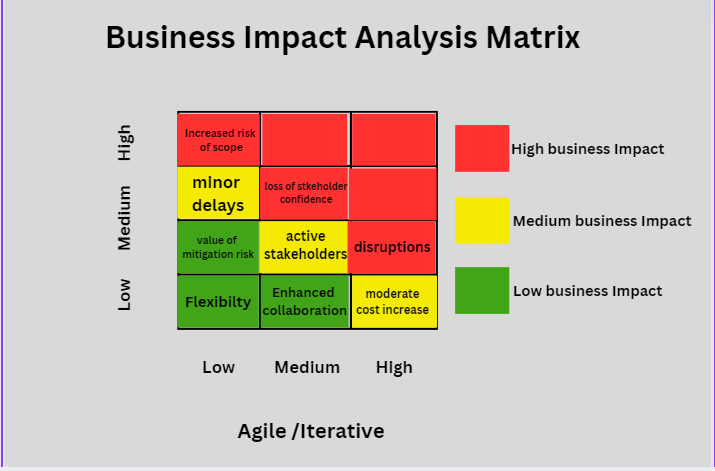 Business Impact Analysis Matrix
High
Increased risk
of scope
High business Impact
Medium
minor
delays
loss of stkeholder
confidence
Medium business Impact
value of
mitigation risk
active
stakeholders
disruptions
Low
Flexibilty
Enhanced
collaboration
moderate
cost increase
Low business Impact
Low Medium High
Agile /Iterative